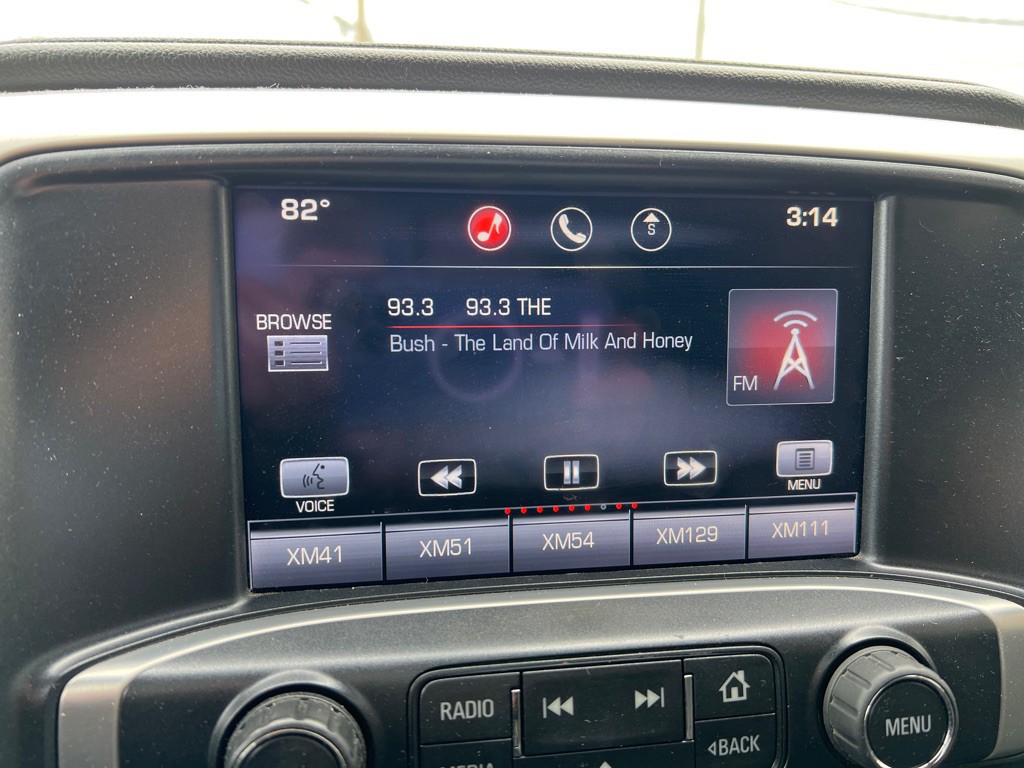 82°
S
3:14
93.3 93.3 THE
BROWSE
Bush - The Land Of Milk And Honey
FM
VOICE
MENU
XM41
XM51
XM54
XM129
XM111
RADIO
MENU
BACK
MEDIA